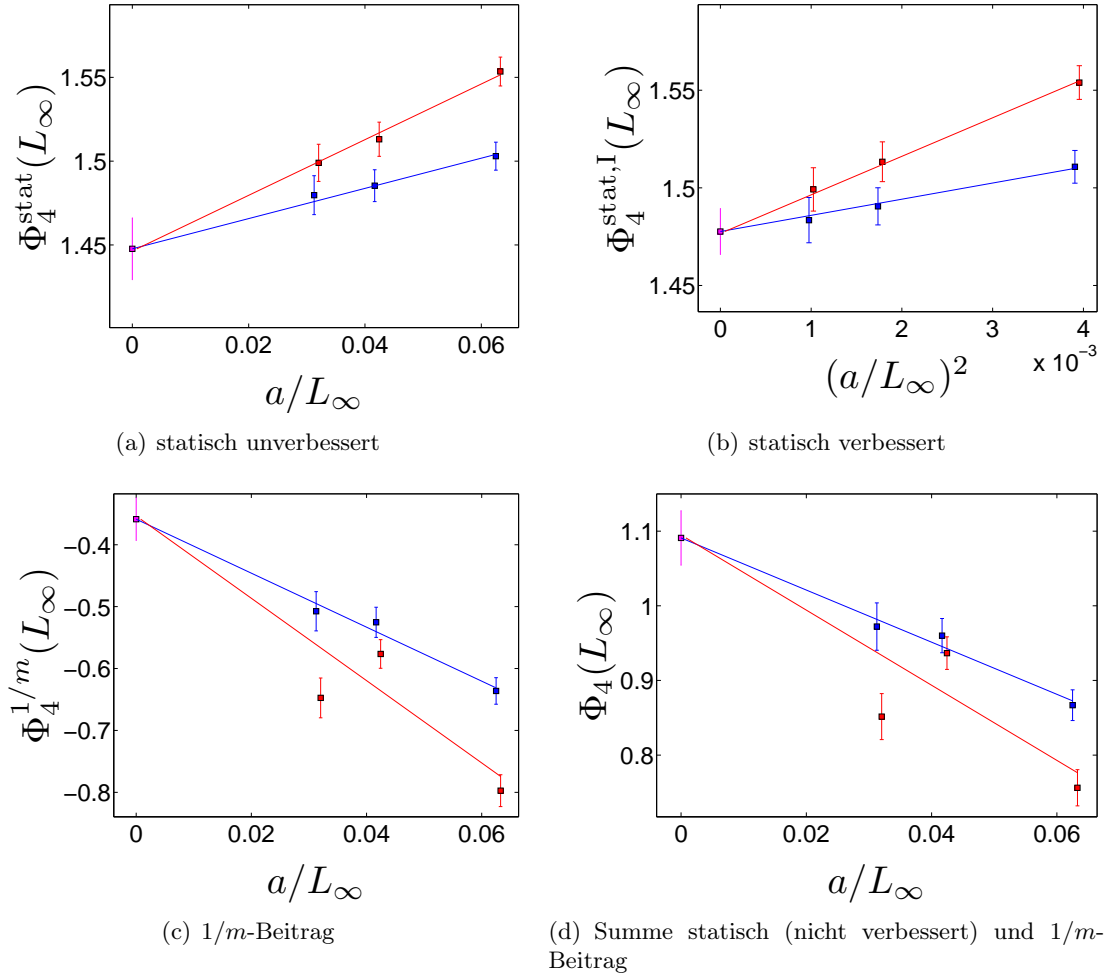 1.55
1.5
1.45
Φ₄ˢᵗᵃᵗ(L∞)
0 0.02 0.04 0.06
a/L∞
(a) statisch unverbessert
1.55
1.5
1.45
Φ₄ˢᵗᵃᵗ,ᴵ(L∞)
0 1 2 3 4
x 10⁻³
(a/L∞)²
(b) statisch verbessert
−0.4
−0.5
−0.6
−0.7
−0.8
Φ₄¹/ᵐ(L∞)
0 0.02 0.04 0.06
a/L∞
(c) 1/m-Beitrag
1.1
1
0.9
0.8
Φ₄(L∞)
0 0.02 0.04 0.06
a/L∞
(d) Summe statisch (nicht verbessert) und 1/m-
Beitrag